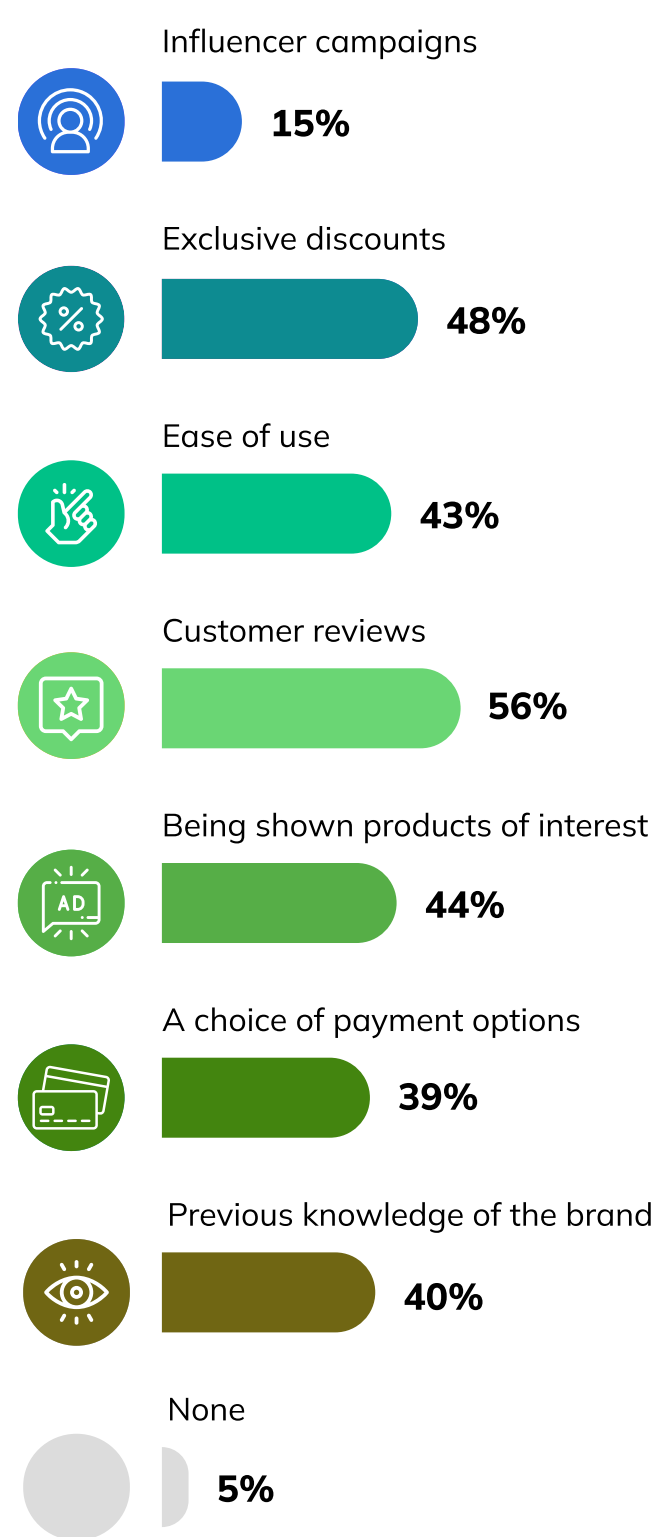 Influencer campaigns
15%
Exclusive discounts
48%
Ease of use
43%
Customer reviews
56%
Being shown products of interest
AD
44%
A choice of payment options
39%
Previous knowledge of the brand
40%
None
5%